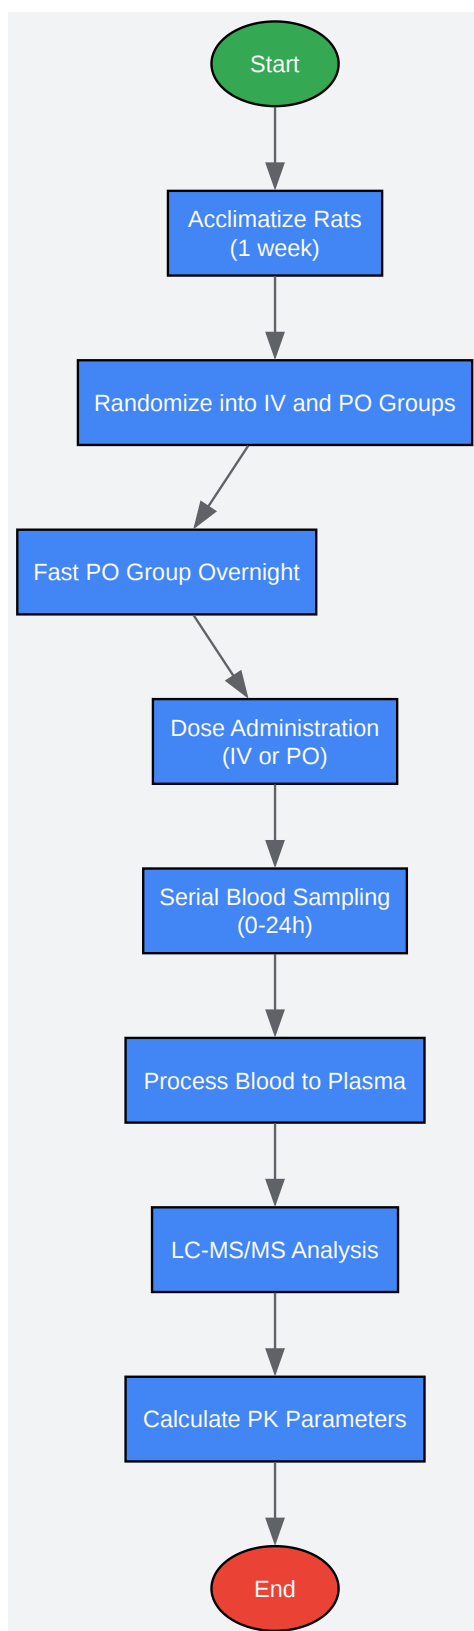 Start
Acclimatize Rats
(1 week)
Randomize into IV and PO Groups
Fast PO Group Overnight
Dose Administration
(IV or PO)
Serial Blood Sampling
(0-24h)
Process Blood to Plasma
LC-MS/MS Analysis
Calculate PK Parameters
End